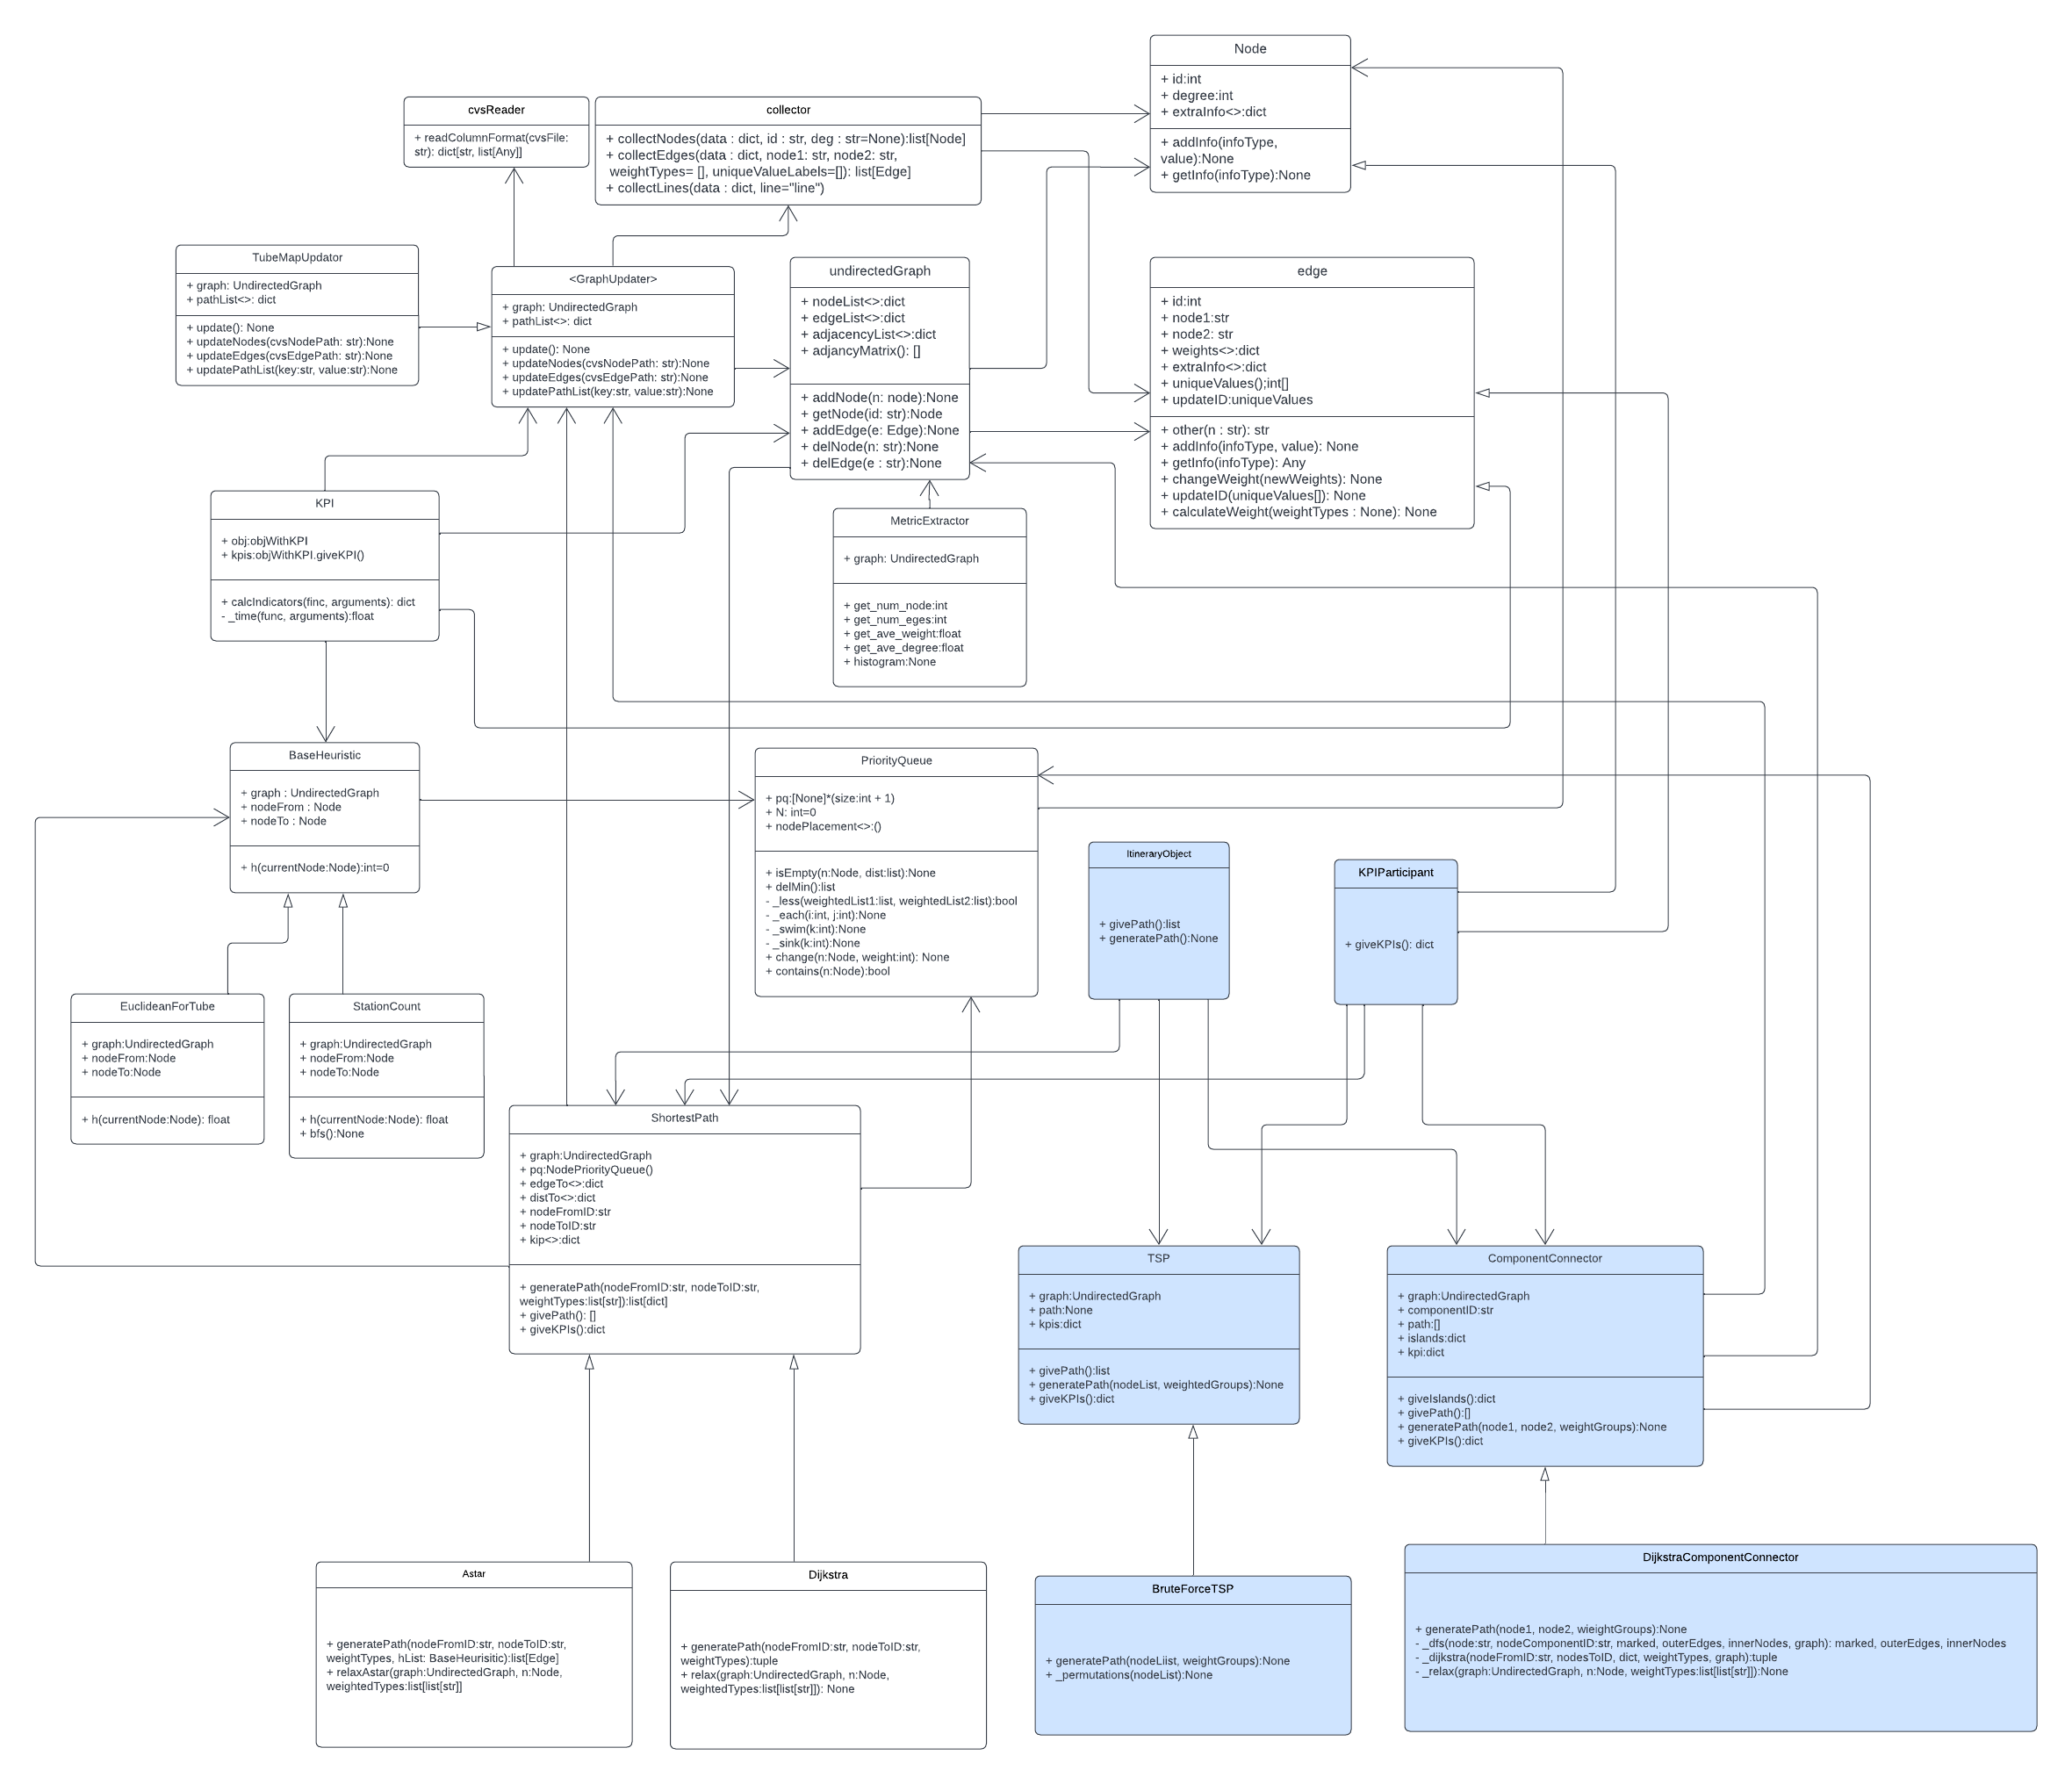 Node
+ id:int
+ degree:int
+ extraInfo<>:dict
+ addInfo(infoType,
value):None
+ getInfo(infoType):None
cvsReader
+ readColumnFormat(cvsFile:
str): dict[str, list[Any]]
collector
+ collectNodes(data : dict, id : str, deg : str=None):list[Node]
+ collectEdges(data : dict, node1: str, node2: str,
weightTypes= [], uniqueValueLabels=[]): list[Edge]
+ collectLines(data : dict, line="line")
TubeMapUpdator
+ graph: UndirectedGraph
+ pathList<>: dict
+ update(): None
+ updateNodes(cvsNodePath: str):None
+ updateEdges(cvsEdgePath: str):None
+ updatePathList(key:str, value:str):None
<GraphUpdater>
+ graph: UndirectedGraph
+ pathList<>: dict
+ update(): None
+ updateNodes(cvsNodePath: str):None
+ updateEdges(cvsEdgePath: str):None
+ updatePathList(key:str, value:str):None
undirectedGraph
+ nodeList<>:dict
+ edgeList<>:dict
+ adjacencyList<>:dict
+ adjancyMatrix(): []
+ addNode(n: node):None
+ getNode(id: str):Node
+ addEdge(e: Edge):None
+ delNode(n: str):None
+ delEdge(e : str):None
edge
+ id:int
+ node1:str
+ node2: str
+ weights<>:dict
+ extraInfo<>:dict
+ uniqueValues();int[]
+ updateID:uniqueValues
+ other(n : str): str
+ addInfo(infoType, value): None
+ getInfo(infoType): Any
+ changeWeight(newWeights): None
+ updateID(uniqueValues[]): None
+ calculateWeight(weightTypes : None): None
KPI
+ obj:objWithKPI
+ kpis:objWithKPI.giveKPI()
+ calcIndicators(finc, arguments): dict
- _time(func, arguments):float
MetricExtractor
+ graph: UndirectedGraph
+ get_num_node:int
+ get_num_eges:int
+ get_ave_weight:float
+ get_ave_degree:float
+ histogram:None
BaseHeuristic
+ graph : UndirectedGraph
+ nodeFrom : Node
+ nodeTo : Node
+ h(currentNode:Node):int=0
PriorityQueue
+ pq:[None]*(size:int + 1)
+ N: int=0
+ nodePlacement<>:()
+ isEmpty(n:Node, dist:list):None
+ delMin():list
- _less(weightedList1:list, weightedList2:list):bool
- _each(i:int, j:int):None
- _swim(k:int):None
- _sink(k:int):None
+ change(n:Node, weight:int): None
+ contains(n:Node):bool
ItineraryObject
+ givePath():list
+ generatePath():None
KPIParticipant
+ giveKPIs(): dict
EuclideanForTube
+ graph:UndirectedGraph
+ nodeFrom:Node
+ nodeTo:Node
+ h(currentNode:Node): float
StationCount
+ graph:UndirectedGraph
+ nodeFrom:Node
+ nodeTo:Node
+ h(currentNode:Node): float
+ bfs():None
ShortestPath
+ graph:UndirectedGraph
+ pq:NodePriorityQueue()
+ edgeTo<>:dict
+ distTo<>:dict
+ nodeFromID:str
+ nodeToID:str
+ kip<>:dict
+ generatePath(nodeFromID:str, nodeToID:str,
weightTypes:list[str]):list[dict]
+ givePath(): []
+ giveKPIs():dict
TSP
+ graph:UndirectedGraph
+ path:None
+ kpis:dict
+ givePath():list
+ generatePath(nodeList, weightedGroups):None
+ giveKPIs():dict
ComponentConnector
+ graph:UndirectedGraph
+ componentID:str
+ path:[]
+ islands:dict
+ kpi:dict
+ giveIslands():dict
+ givePath():[]
+ generatePath(node1, node2, weightGroups):None
+ giveKPIs():dict
Astar
+ generatePath(nodeFromID:str, nodeToID:str,
weightTypes, hList: BaseHeurisitic):list[Edge]
+ relaxAstar(graph:UndirectedGraph, n:Node,
weightedTypes:list[list[str]]
Dijkstra
+ generatePath(nodeFromID:str, nodeToID:str,
weightTypes):tuple
+ relax(graph:UndirectedGraph, n:Node,
weightedTypes:list[list[str]]): None
BruteForceTSP
+ generatePath(nodeLiist, weightGroups):None
+ _permutations(nodeList):None
DijkstraComponentConnector
+ generatePath(node1, node2, wieightGroups):None
- _dfs(node:str, nodeComponentID:str, marked, outerEdges, innerNodes, graph): marked, outerEdges, innerNodes
- _dijkstra(nodeFromID:str, nodesToID, dict, weightTypes, graph):tuple
- _relax(graph:UndirectedGraph, n:Node, weightTypes:list[list[str]]):None